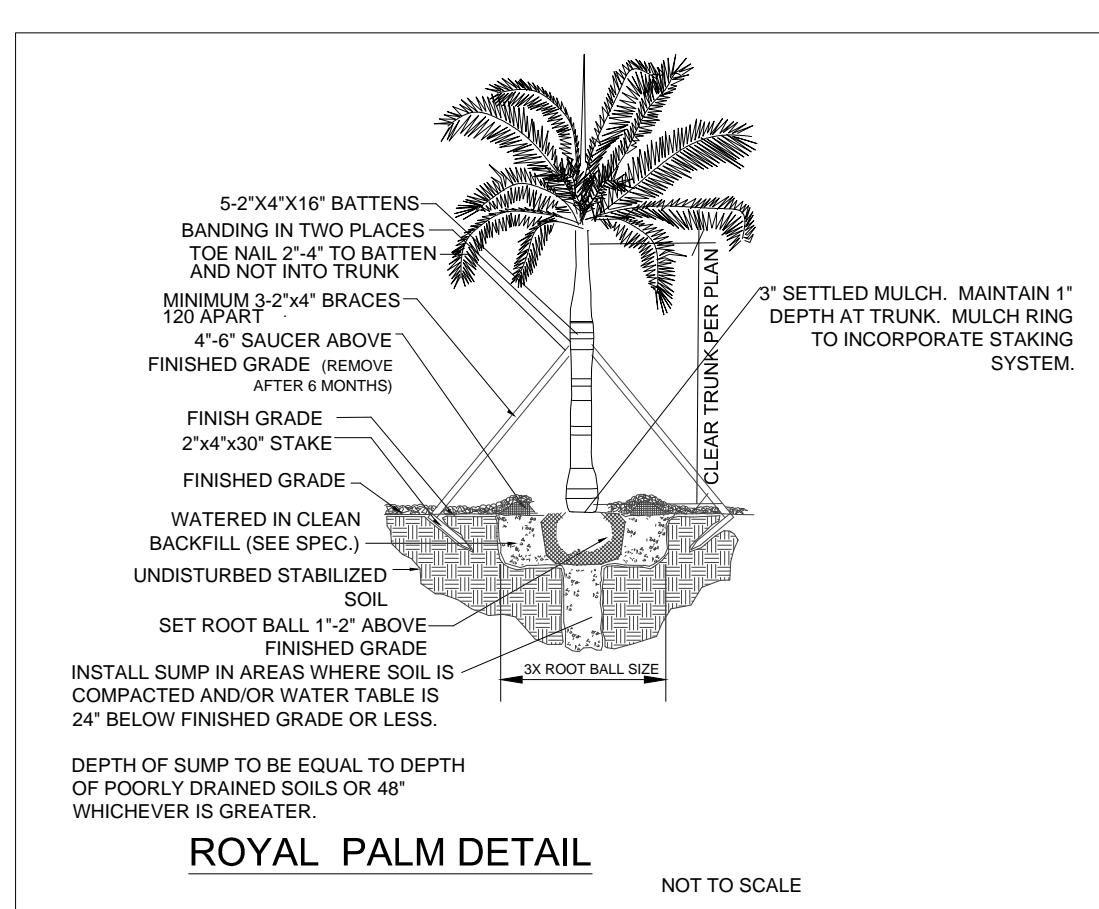 5-2"X4"X16" BATTENS
BANDING IN TWO PLACES
TOE NAIL 2"-4" TO BATTEN
AND NOT INTO TRUNK
MINIMUM 3-2"x4" BRACES
120 APART
4"-6" SAUCER ABOVE
FINISHED GRADE (REMOVE
AFTER 6 MONTHS)
FINISH GRADE
2"x4"x30" STAKE
FINISHED GRADE
WATERED IN CLEAN
BACKFILL (SEE SPEC.)
UNDISTURBED STABILIZED
SOIL
SET ROOT BALL 1"-2" ABOVE
FINISHED GRADE
INSTALL SUMP IN AREAS WHERE SOIL IS
COMPACTED AND/OR WATER TABLE IS
24" BELOW FINISHED GRADE OR LESS.
DEPTH OF SUMP TO BE EQUAL TO DEPTH
OF POORLY DRAINED SOILS OR 48"
WHICHEVER IS GREATER.
CLEAR TRUNK PER PLAN
3" SETTLED MULCH. MAINTAIN 1"
DEPTH AT TRUNK. MULCH RING
TO INCORPORATE STAKING
SYSTEM.
3X ROOT BALL SIZE
ROYAL PALM DETAIL
NOT TO SCALE